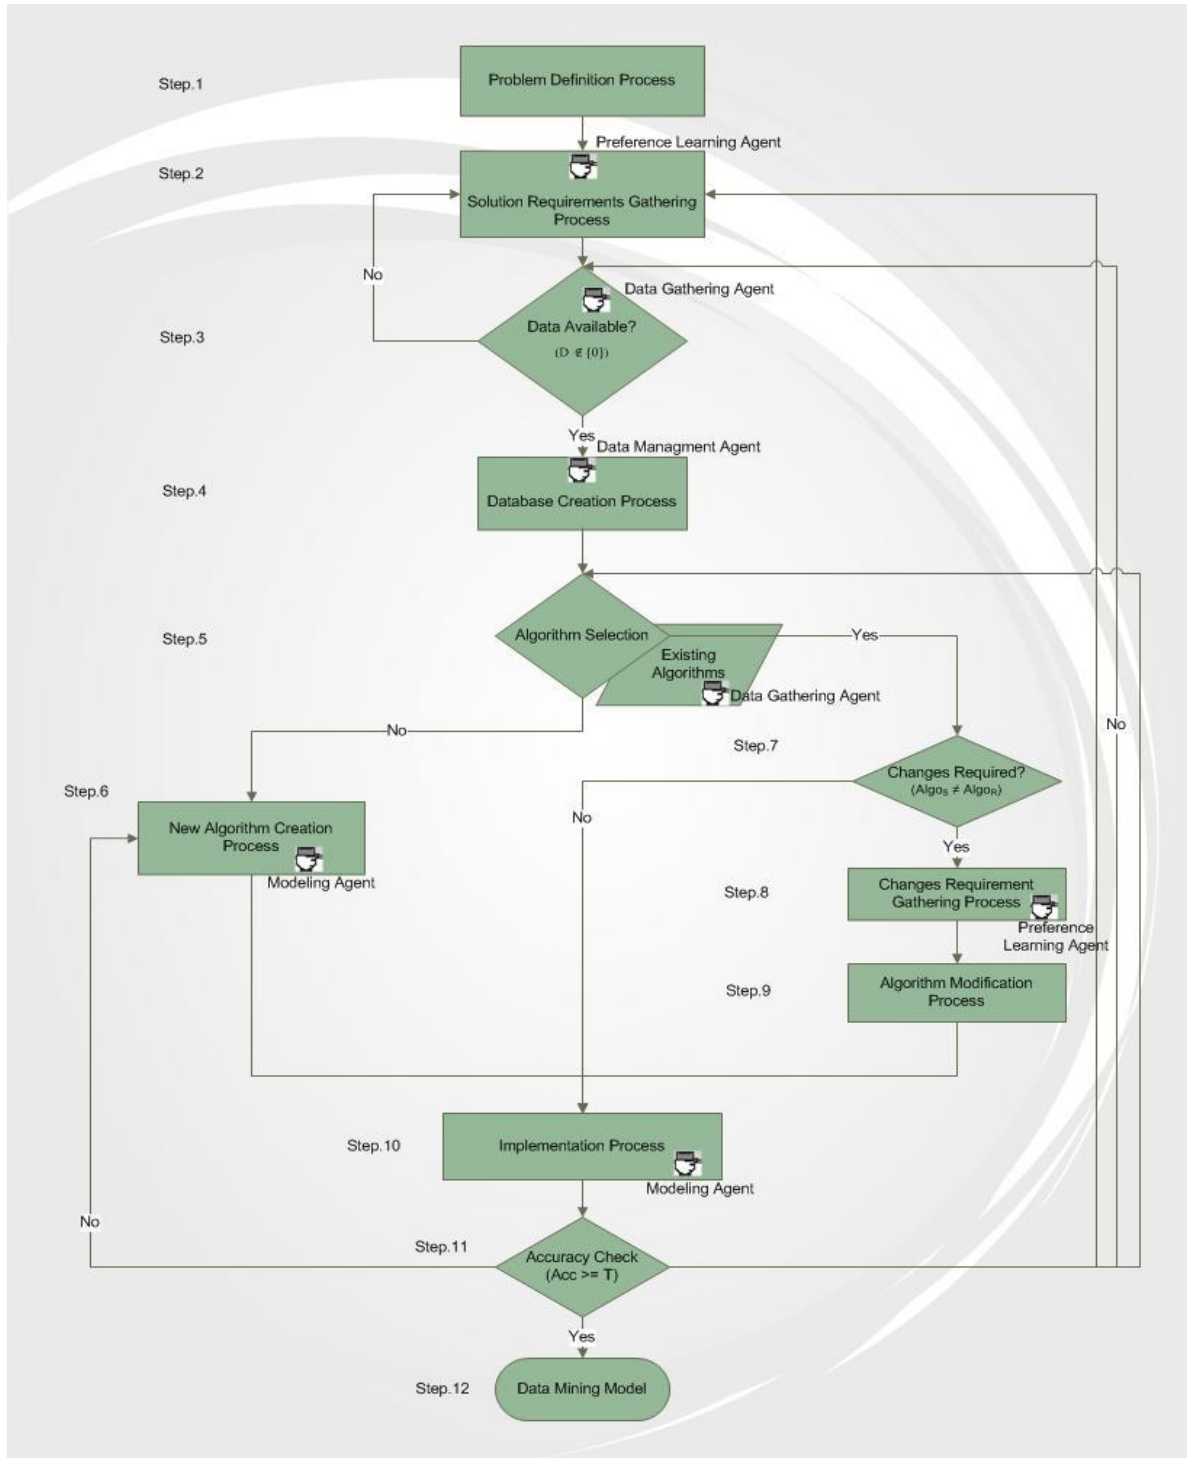 Step.1
Problem Definition Process
Preference Learning Agent
Step.2
Solution Requirements Gathering
Process
No
Data Gathering Agent
Step.3
Data Available?
(D ∉ {0})
Yes
Data Managment Agent
Step.4
Database Creation Process
Step.5
Algorithm Selection
Yes
Existing
Algorithms
Data Gathering Agent
No
No
Step.7
Changes Required?
(AlgoS ≠ AlgoR)
Step.6
New Algorithm Creation
Process
Modeling Agent
No
Yes
Step.8
Changes Requirement
Gathering Process
Preference
Learning Agent
Step.9
Algorithm Modification
Process
Step.10
Implementation Process
Modeling Agent
No
Step.11
Accuracy Check
(Acc >= T)
Yes
Step.12
Data Mining Model